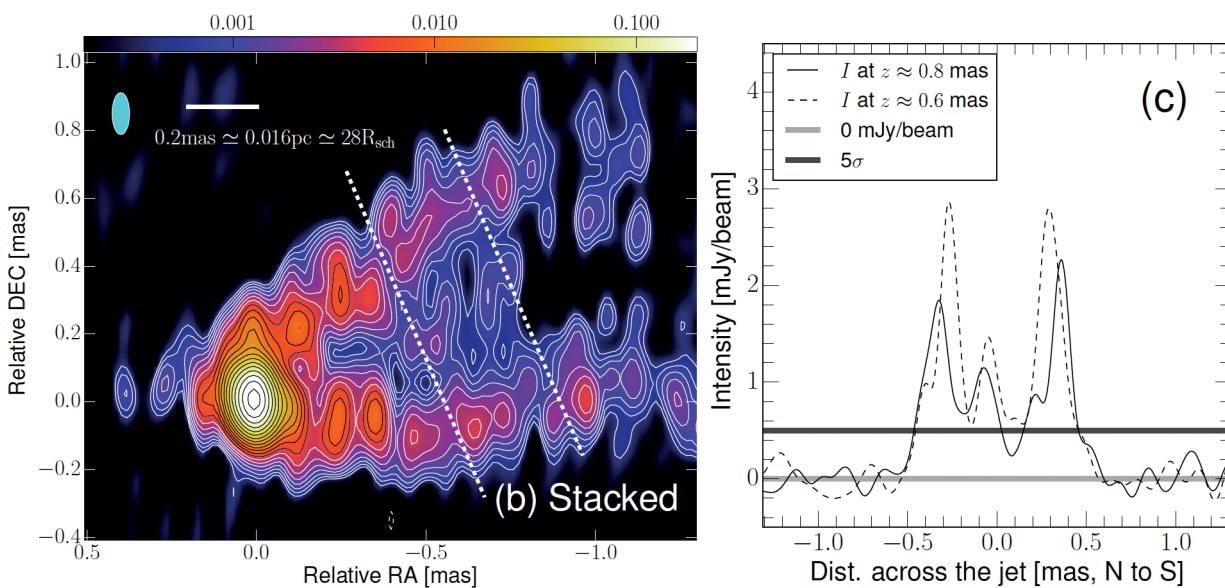 0.001 0.010 0.100
1.0
0.8
0.6
0.4
0.2
0.0
−0.2
0.4
Relative DEC [mas]
0.2mas ≃ 0.016pc ≃ 28R_sch
(b) Stacked
0.5 0.0 −0.5 −1.0
Relative RA [mas]
I at z ≈ 0.8 mas
I at z ≈ 0.6 mas
0 mJy/beam
5σ
(c)
4
3
2
1
0
Intensity [mJy/beam]
−1.0 −0.5 0.0 0.5 1.0
Dist. across the jet [mas, N to S]